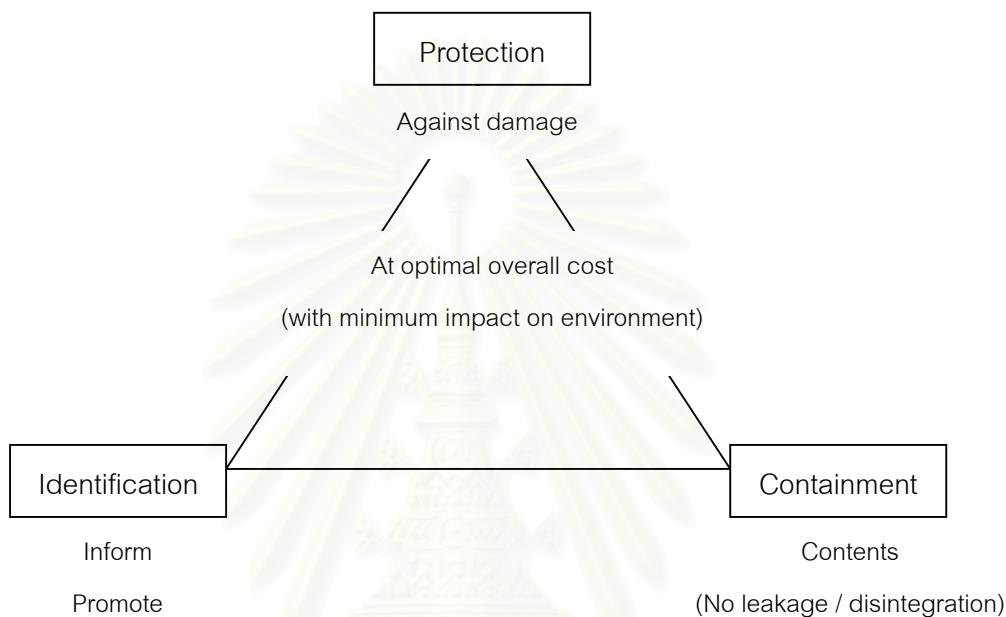 Protection
Against damage
At optimal overall cost
(with minimum impact on environment)
Identification
Inform
Promote
Containment
Contents
(No leakage / disintegration)